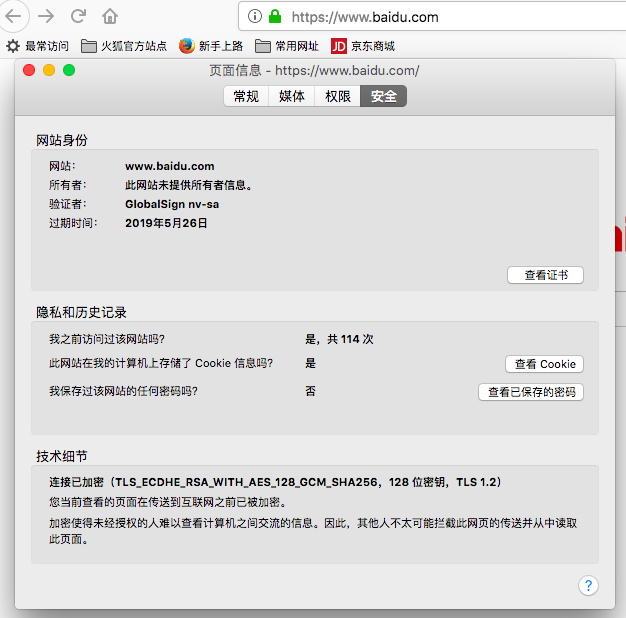 https://www.baidu.com
最常访问 火狐官方站点 新手上路 常用网址 JD 京东商城
页面信息 - https://www.baidu.com/
常规 媒体 权限 安全
网站身份
网站： www.baidu.com
所有者： 此网站未提供所有者信息。
验证者： GlobalSign nv-sa
过期时间： 2019年5月26日
查看证书
隐私和历史记录
我之前访问过该网站吗? 是，共 114 次
此网站在我的计算机上存储了 Cookie 信息吗? 是 查看 Cookie
我保存过该网站的任何密码吗? 否 查看已保存的密码
技术细节
连接已加密（TLS_ECDHE_RSA_WITH_AES_128_GCM_SHA256，128 位密钥，TLS 1.2）
您当前查看的页面在传送到互联网之前已被加密。
加密使得未经授权的人难以查看计算机之间交流的信息。因此，其他人不太可能拦截此网页的传送并从中读取
此页面。
?